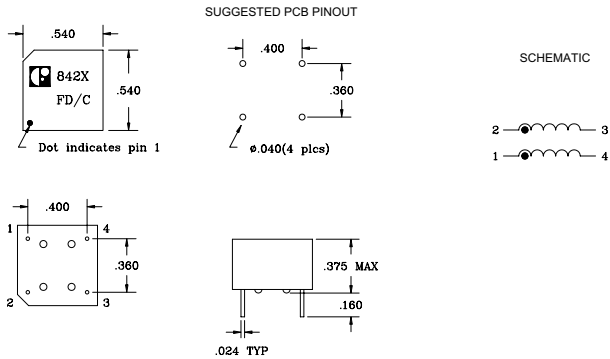 SUGGESTED PCB PINOUT
.540
842X
FD/C
.540
Dot indicates pin 1
.400
.360
ø.040(4 plcs)
SCHEMATIC
2
3
1
4
.400
1
4
.360
2
3
.375 MAX
.160
.024 TYP